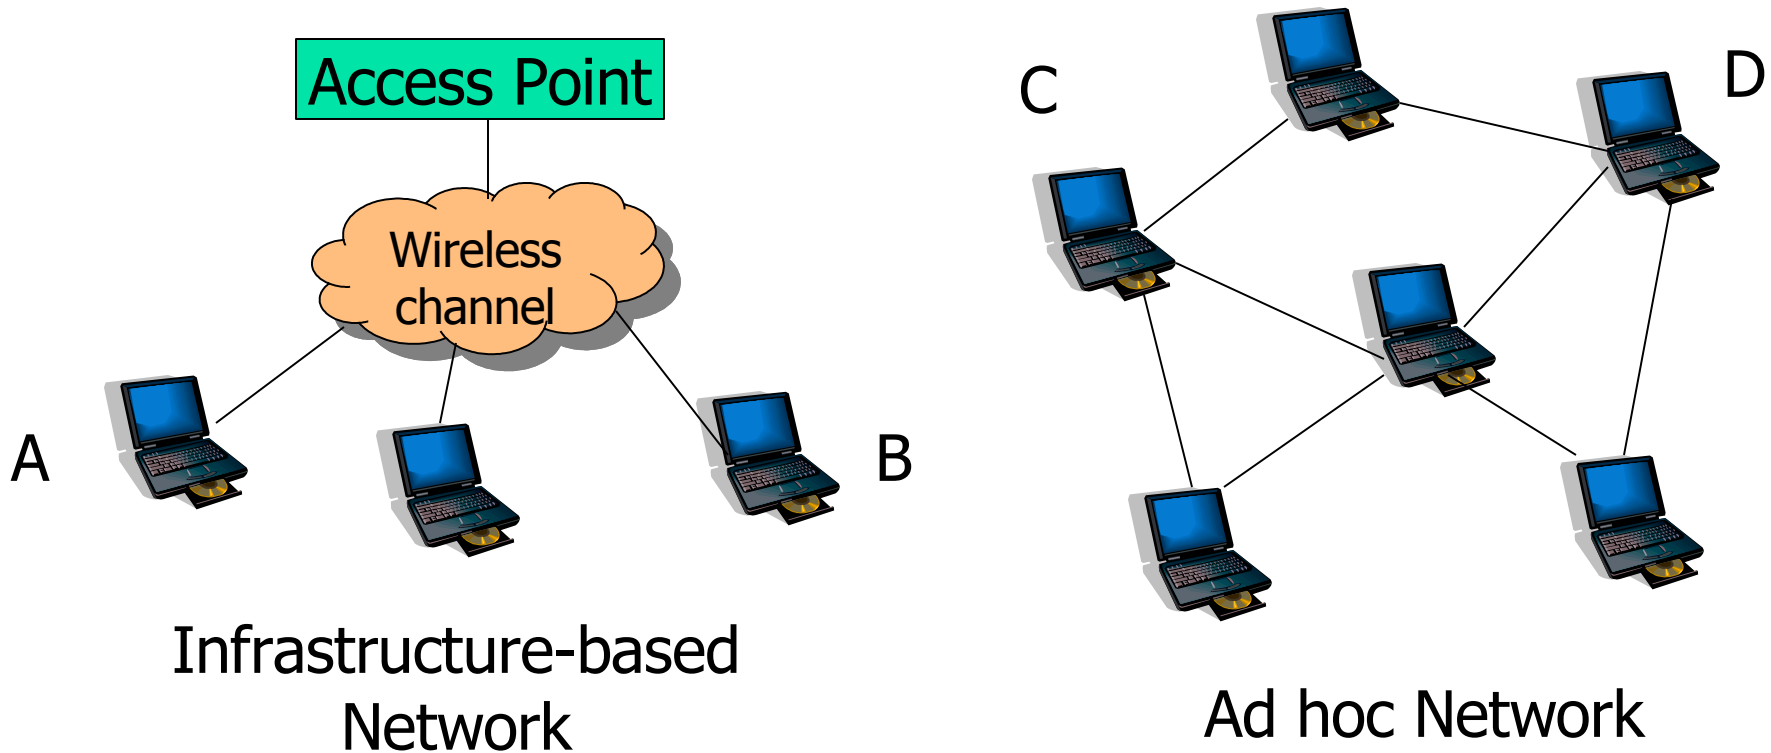 Access Point
Wireless
channel
A
B
Infrastructure-based
Network
C
D
Ad hoc Network